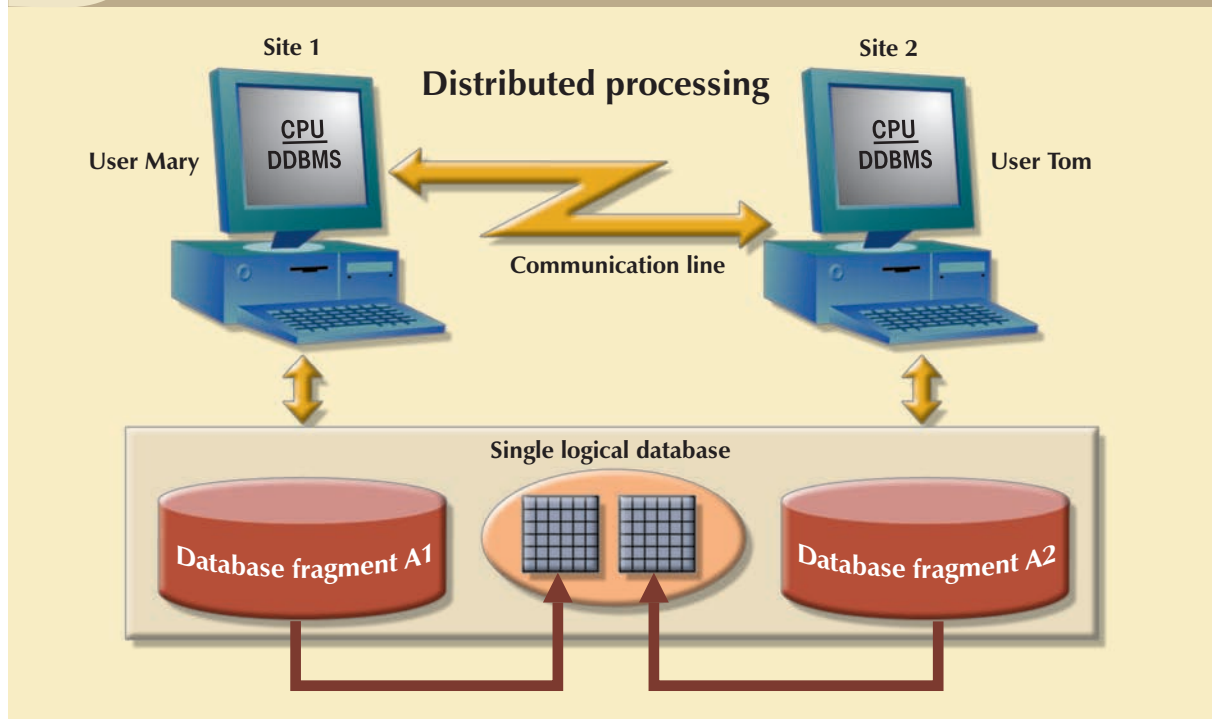 Site 1
Site 2
Distributed processing
CPU
DDBMS
CPU
DDBMS
User Mary
User Tom
Communication line
Single logical database
Database fragment A1
Database fragment A2